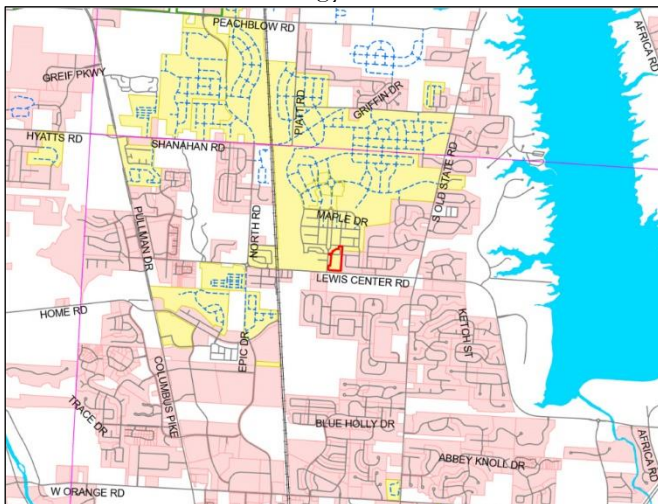 PEACHBLOW RD
AFRICA RD
GREIF PKWY
PIATT RD
GRIFFIN DR
HYATTS RD
SHANAHAN RD
S OLD STATE RD
MAPLE DR
PULLMAN DR
NORTH RD
LEWIS CENTER RD
HOME RD
EPIC DR
KETCH ST
COLUMBUS PIKE
TRACE DR
BLUE HOLLY DR
ABBEY KNOLL DR
AFRICA RD
W ORANGE RD